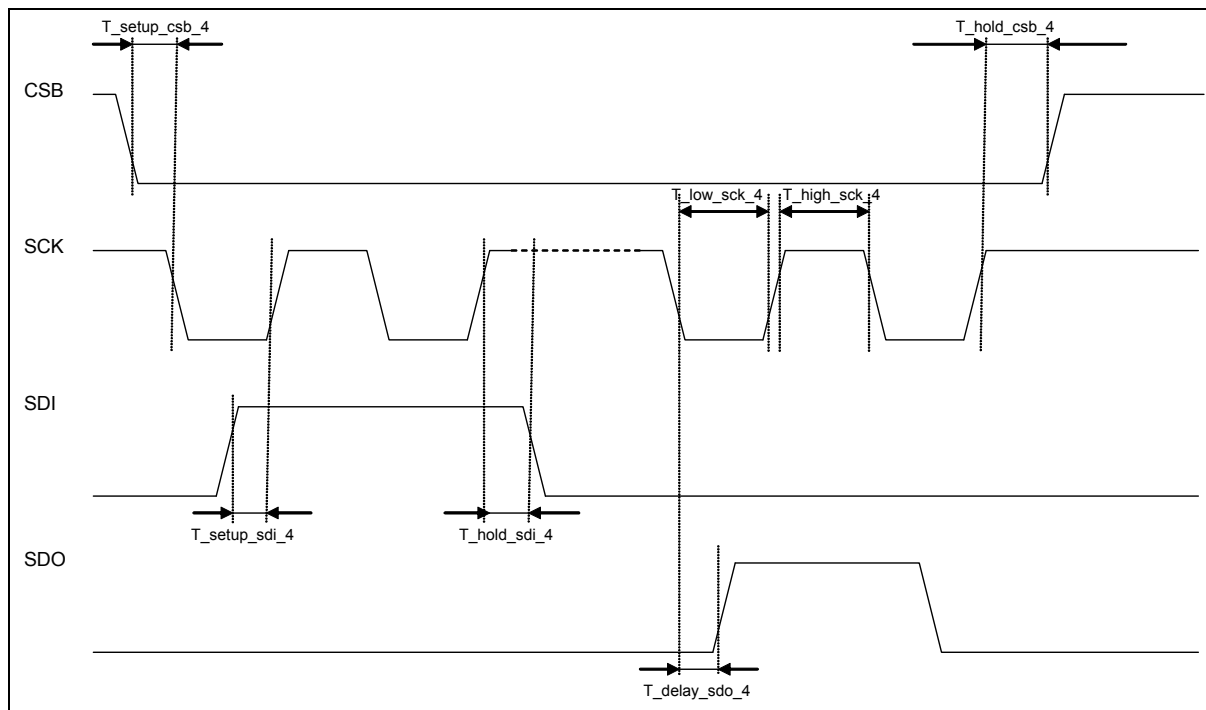 T_setup_csb_4
T_hold_csb_4
CSB
T_low_sck_4
T_high_sck_4
SCK
SDI
T_setup_sdi_4
T_hold_sdi_4
SDO
T_delay_sdo_4